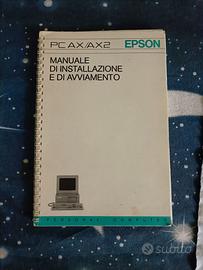 PC AX/AX2 EPSON
MANUALE
DI INSTALLAZIONE
E DI AVVIAMENTO
PERSONAL COMPUTER
subito